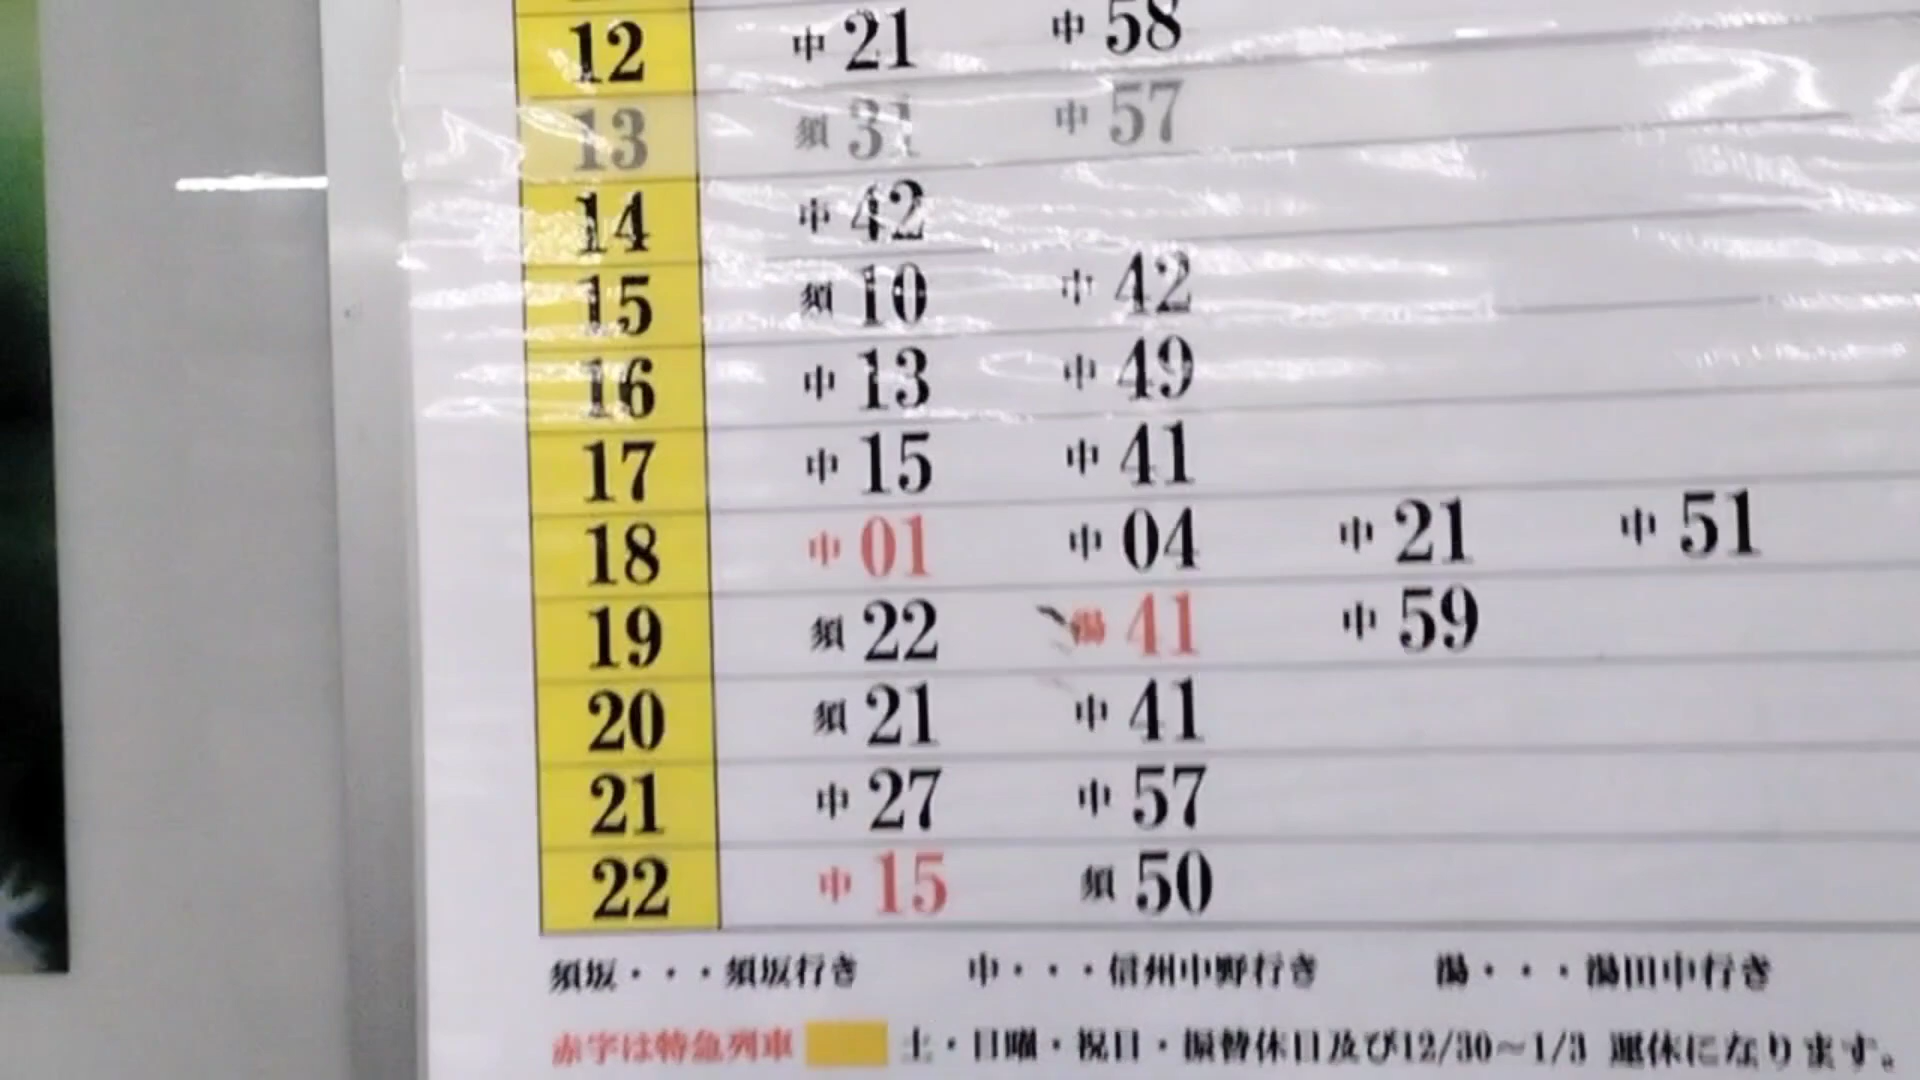 12 中 21 中 58
13 須 31 中 57
14 中 42
15 須 10 中 42
16 中 13 中 49
17 中 15 中 41
18 中 01 中 04 中 21 中 51
19 須 22 湯 41 中 59
20 須 21 中 41
21 中 27 中 57
22 中 15 須 50
須坂・・・須坂行き 中・・・信州中野行き 湯・・・湯田中行き
赤字は特急列車 土・日曜・祝日・振替休日及び12/30～1/3 運休になります。